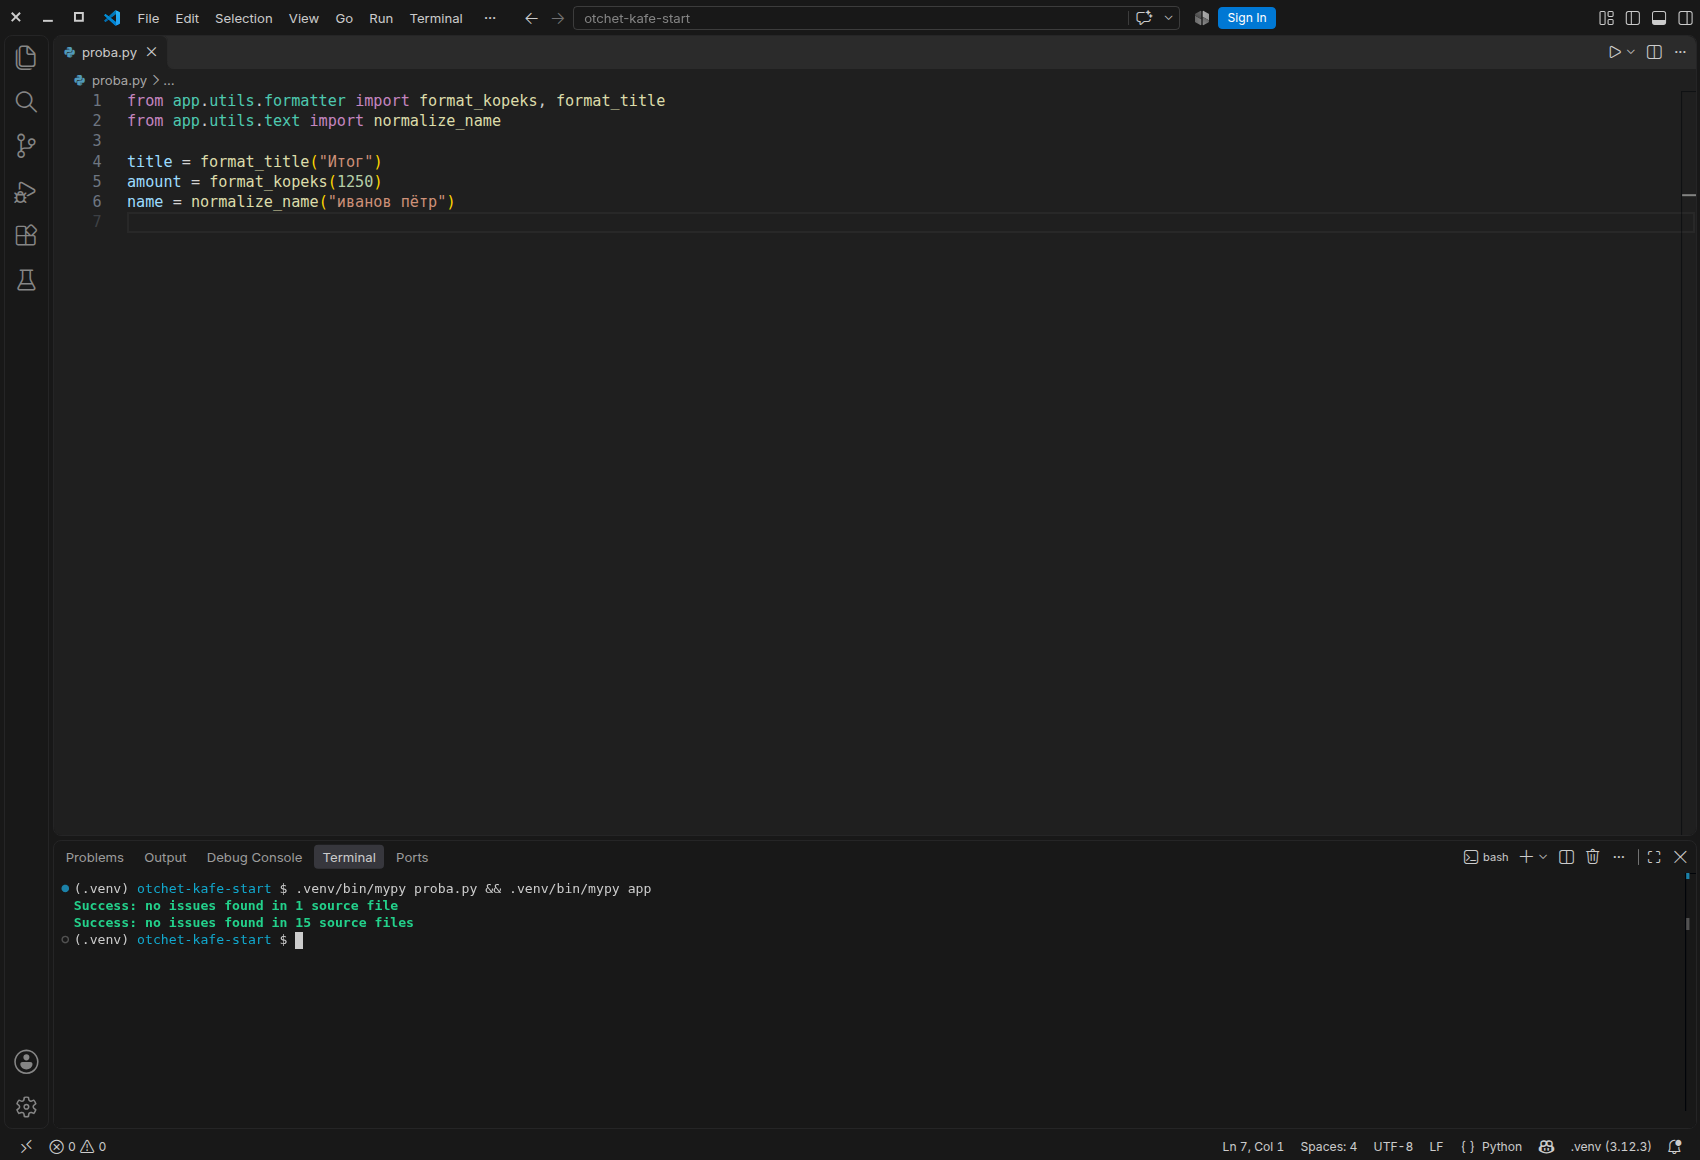 File Edit Selection View Go Run Terminal ··· otchet-kafe-start Sign In
proba.py
proba.py > ...
1 from app.utils.formatter import format_kopeks, format_title
2 from app.utils.text import normalize_name
3
4 title = format_title("Итог")
5 amount = format_kopeks(1250)
6 name = normalize_name("иванов пётр")
7
Problems Output Debug Console Terminal Ports bash
(.venv) otchet-kafe-start $ .venv/bin/mypy proba.py && .venv/bin/mypy app
Success: no issues found in 1 source file
Success: no issues found in 15 source files
(.venv) otchet-kafe-start $
0 0 Ln 7, Col 1 Spaces: 4 UTF-8 LF { } Python .venv (3.12.3)